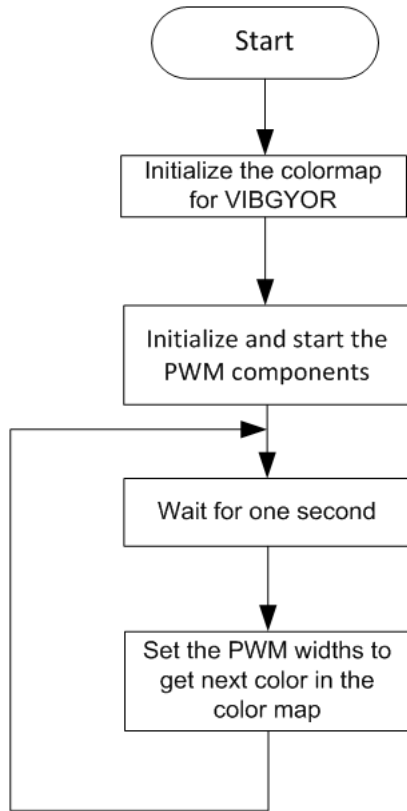 Start
Initialize the colormap
for VIBGYOR
Initialize and start the
PWM components
Wait for one second
Set the PWM widths to
get next color in the
color map